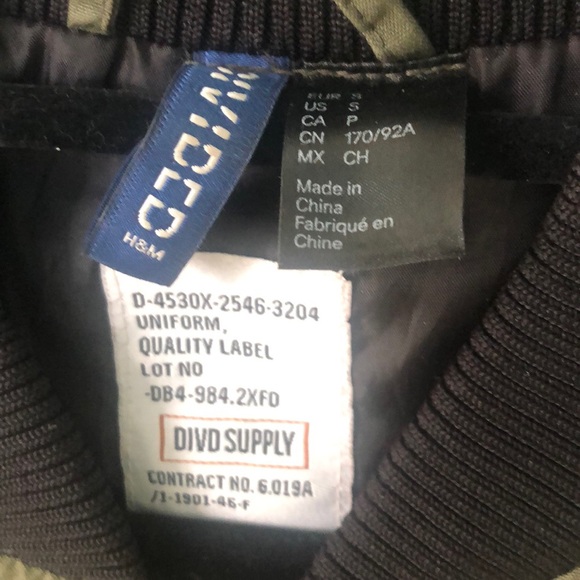 DIVIDED
H&M
EUR S
US S
CA P
CN 170/92A
MX CH
Made in
China
Fabriqué en
Chine
D-4530X-2546-3204
UNIFORM,
QUALITY LABEL
LOT NO
-DB4-984.2XFO
DIVD SUPPLY
CONTRACT NO. 6.019A
/1-1901-46-F